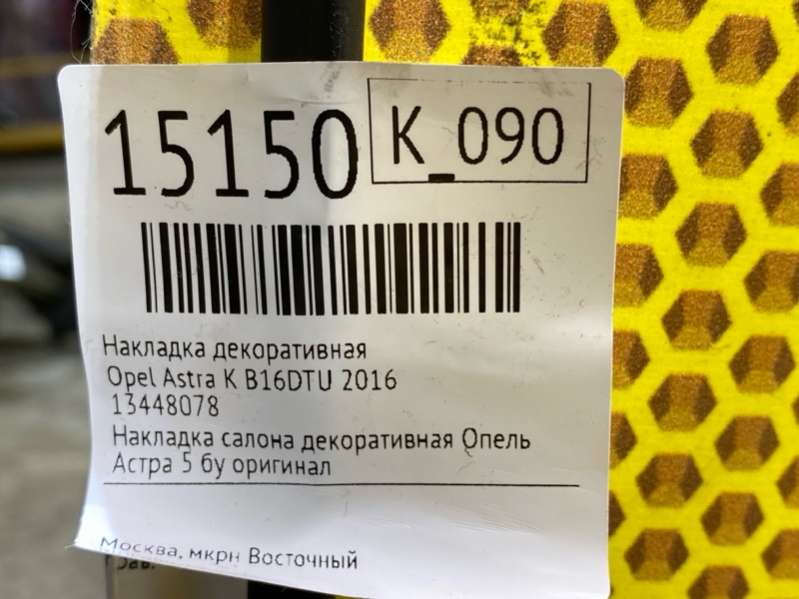 15150
K_090
Накладка декоративная
Opel Astra K B16DTU 2016
13448078
Накладка салона декоративная Опель
Астра 5 бу оригинал
Москва, мкрн Восточный